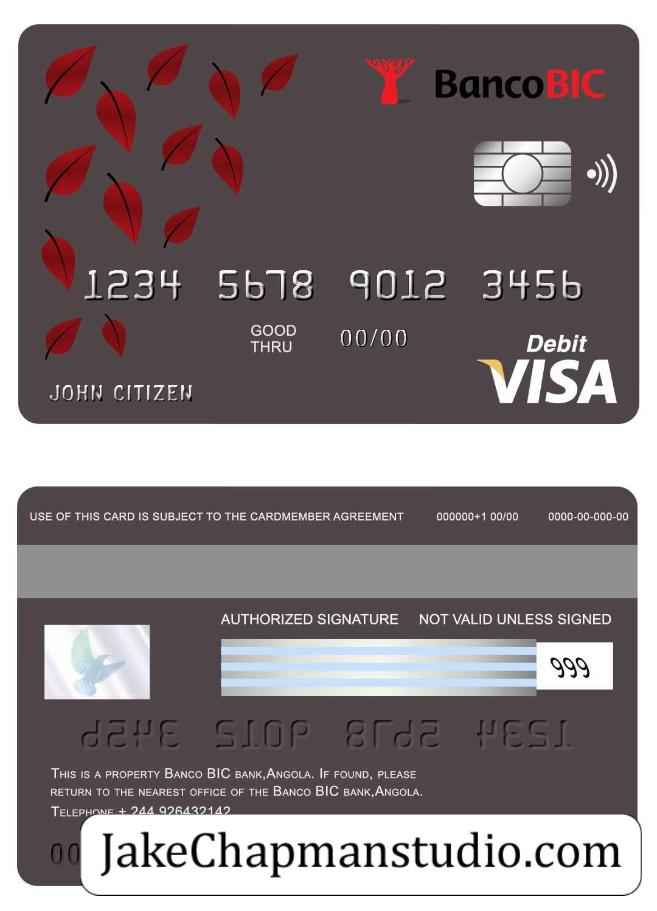 BancoBIC
1234 5678 9012 3456
GOOD THRU 00/00
Debit
JOHN CITIZEN
VISA
USE OF THIS CARD IS SUBJECT TO THE CARDMEMBER AGREEMENT 000000+1 00/00 0000-00-000-00
AUTHORIZED SIGNATURE NOT VALID UNLESS SIGNED
999
THIS IS A PROPERTY BANCO BIC BANK,ANGOLA. IF FOUND, PLEASE
RETURN TO THE NEAREST OFFICE OF THE BANCO BIC BANK,ANGOLA.
TELEPHONE + 244 926432142
00
JakeChapmanstudio.com